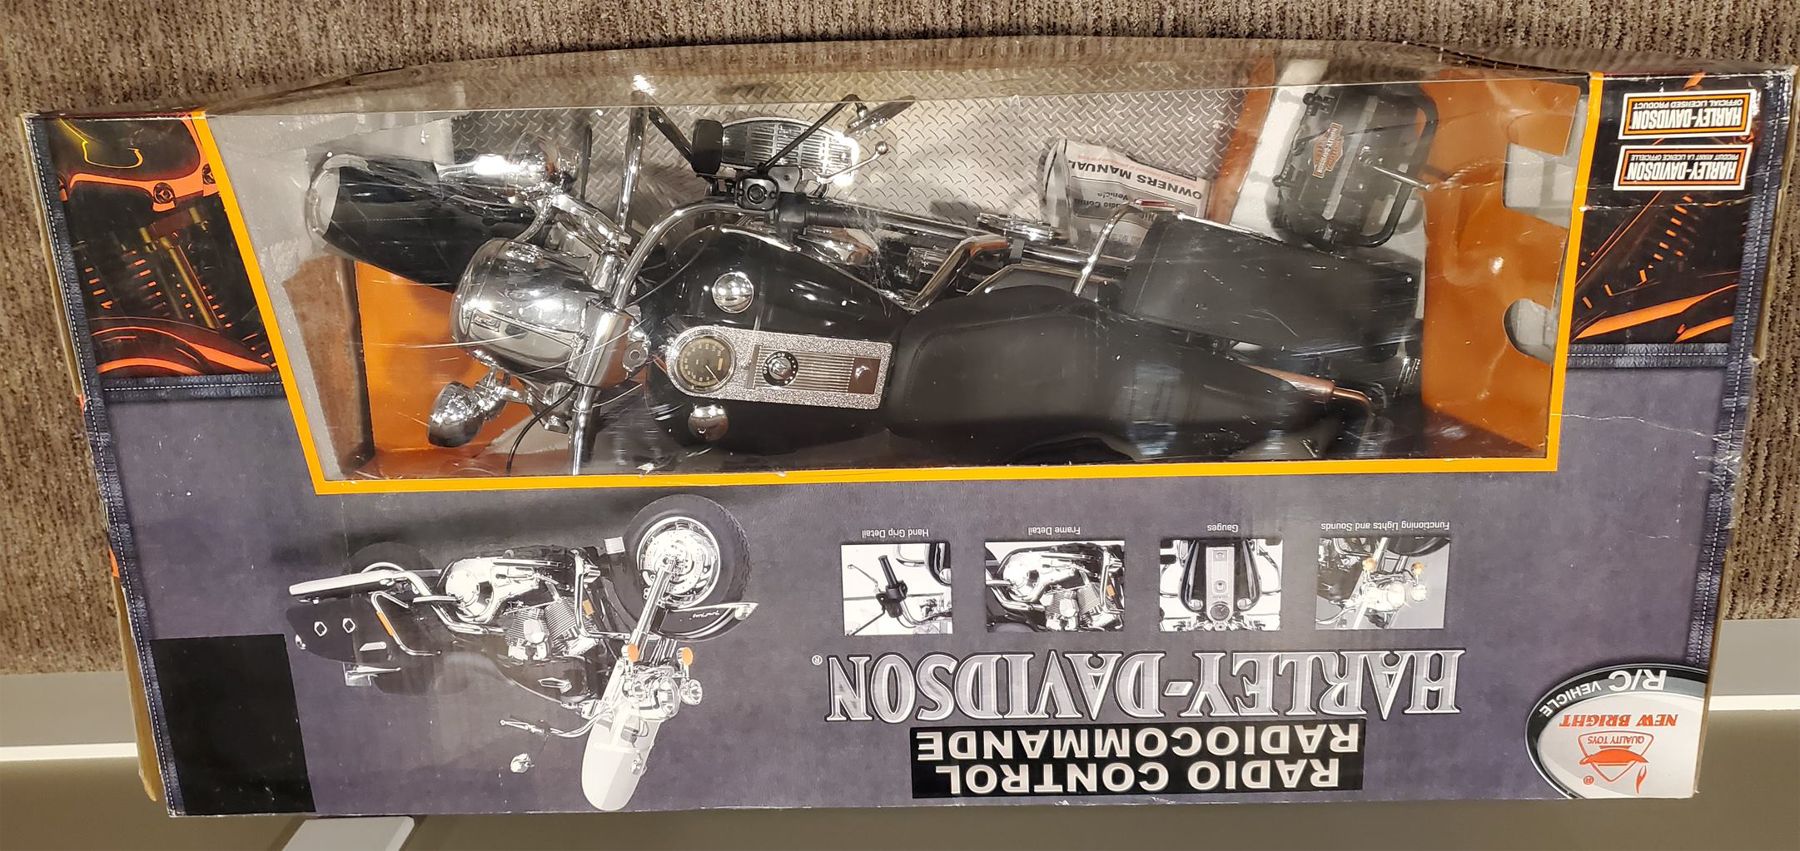 RADIO CONTROL
RADIOCOMMANDE
HARLEY-DAVIDSON®
NEW BRIGHT
®
QUALITY TOYS
R/C VEHICLE
Functioning Lights and Sounds
Gauges
Frame Detail
Hand Grip Detail
HARLEY-DAVIDSON
PRODUIT AYANT LA LICENCE OFFICIELLE
HARLEY-DAVIDSON
OFFICIAL LICENSED PRODUCT
OWNERS MANUAL